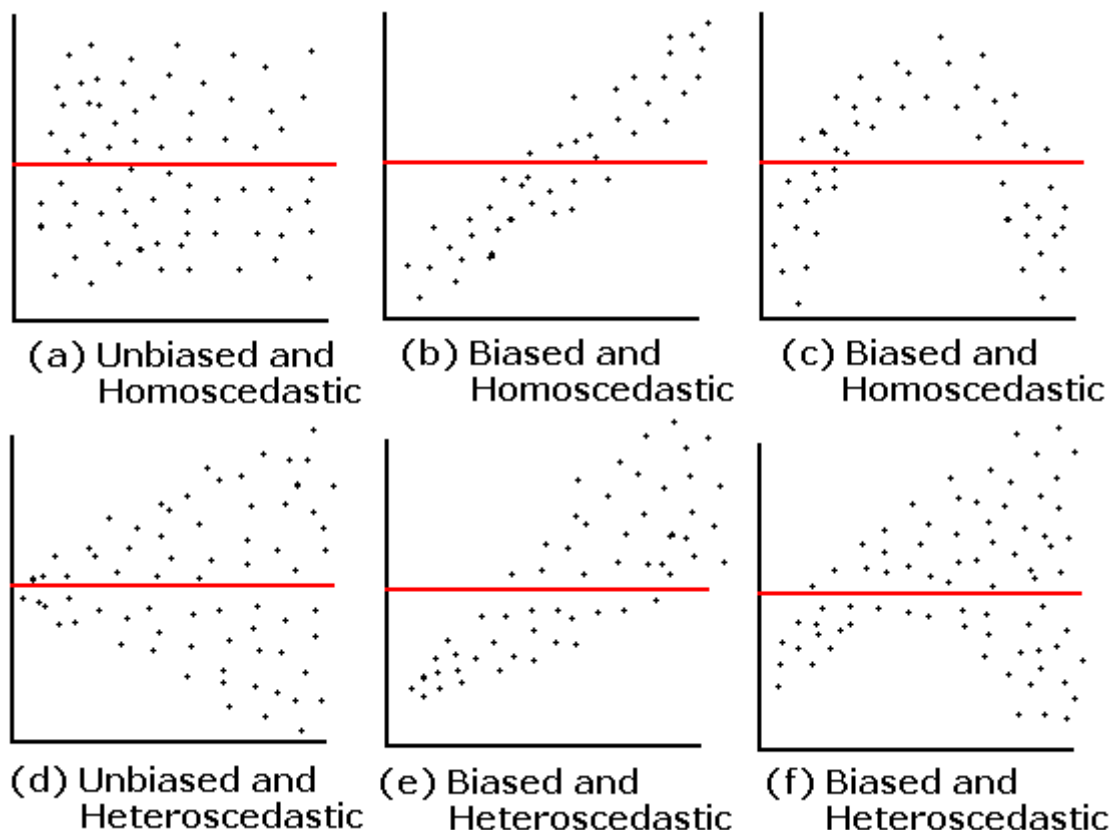 (a) Unbiased and
Homoscedastic
(b) Biased and
Homoscedastic
(c) Biased and
Homoscedastic
(d) Unbiased and
Heteroscedastic
(e) Biased and
Heteroscedastic
(f) Biased and
Heteroscedastic